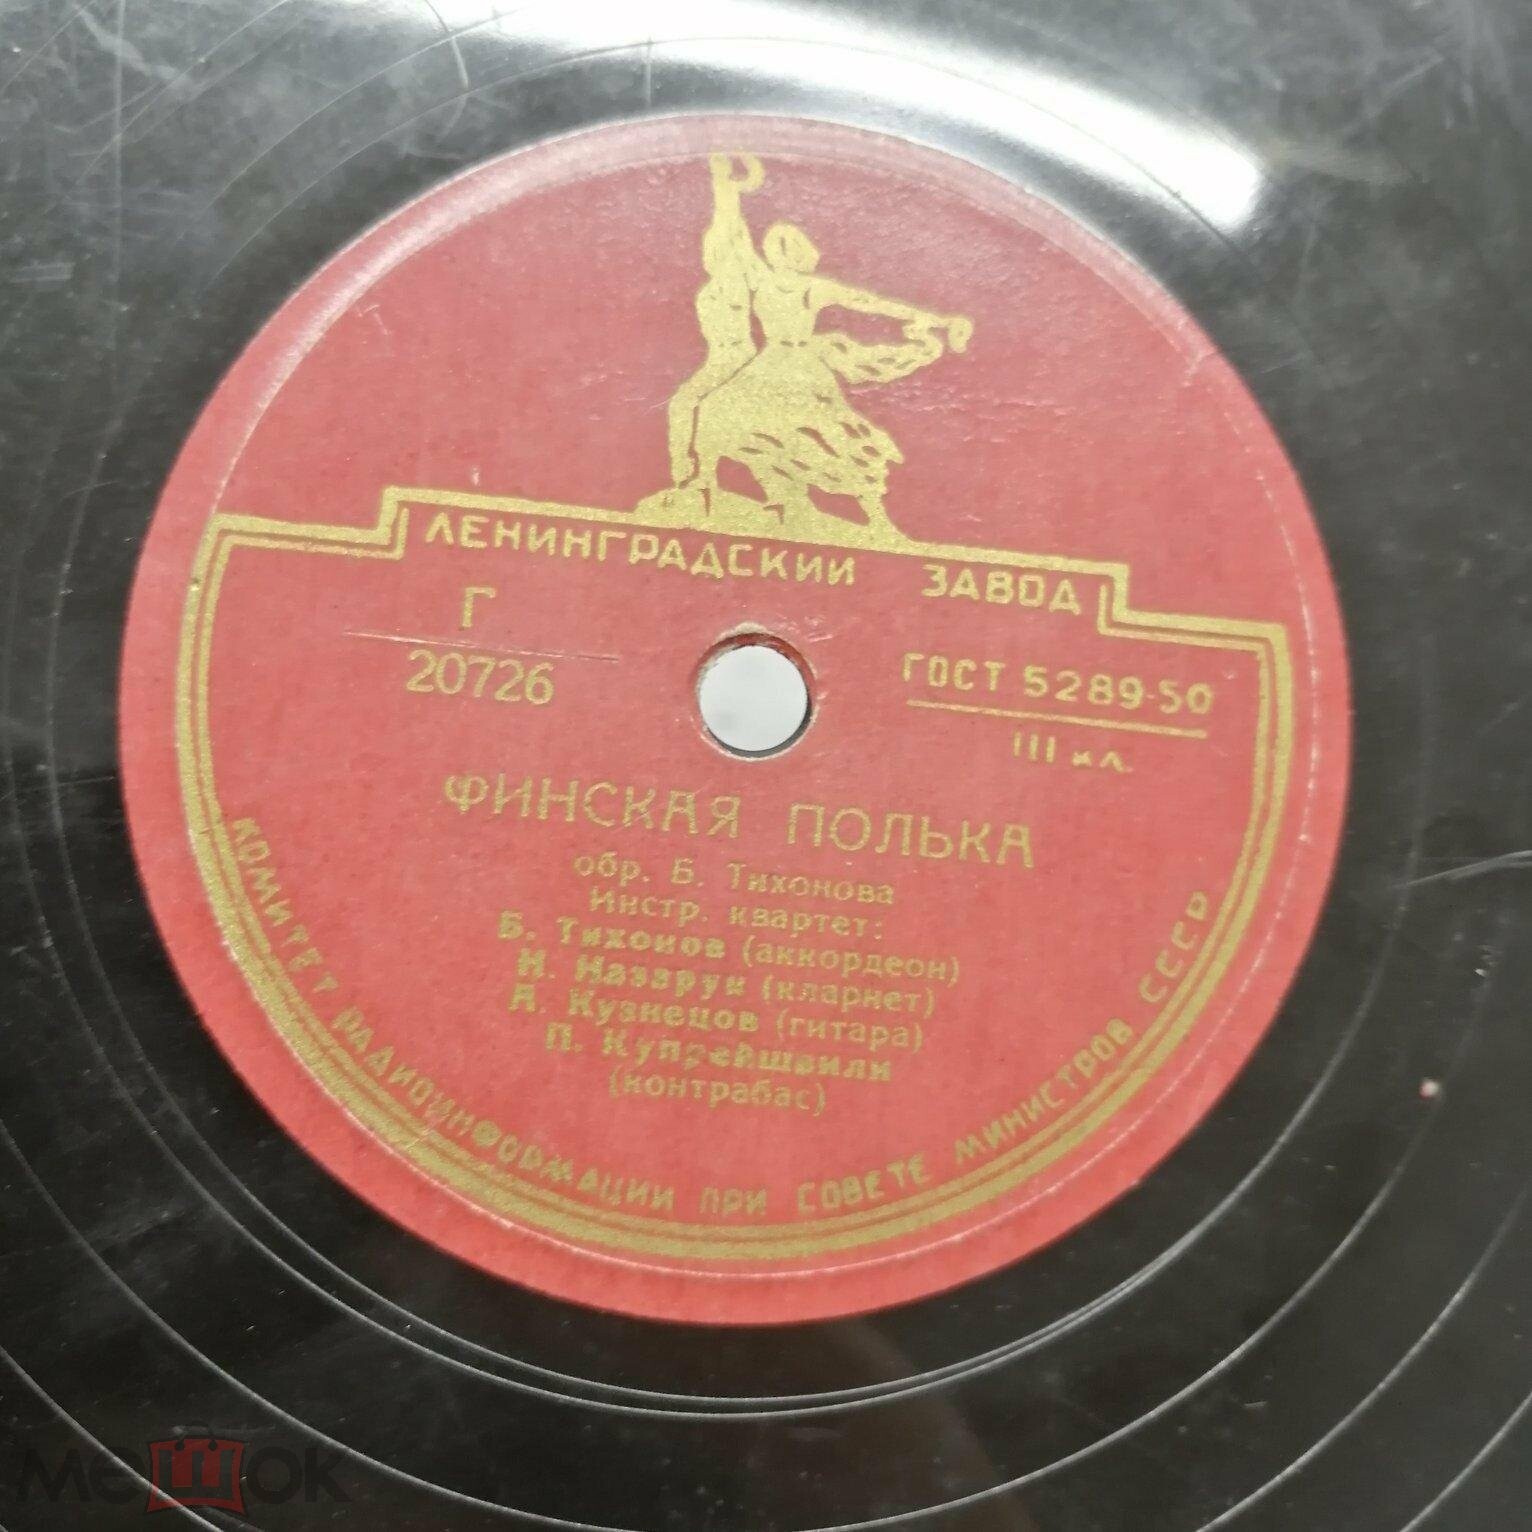 ЛЕНИНГРАДСКИЙ ЗАВОД
Г
20726
ГОСТ 5289-50
III кл.
ФИНСКАЯ ПОЛЬКА
обр. Б. Тихонова
Инстр. квартет:
Б. Тихонов (аккордеон)
Н. Назарук (кларнет)
А. Кузнецов (гитара)
П. Купрейшвили
(контрабас)
КОМИТЕТ РАДИОИНФОРМАЦИИ ПРИ СОВЕТЕ МИНИСТРОВ СССР
мешок